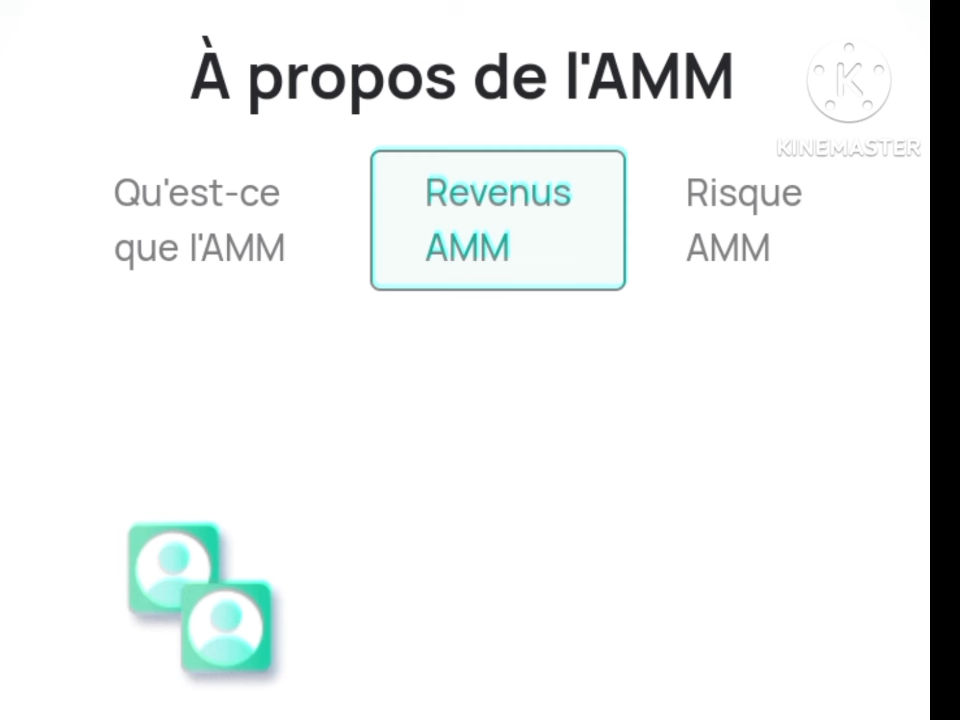 À propos de l'AMM
KINEMASTER
Qu'est-ce
que l'AMM
Revenus
AMM
Risque
AMM